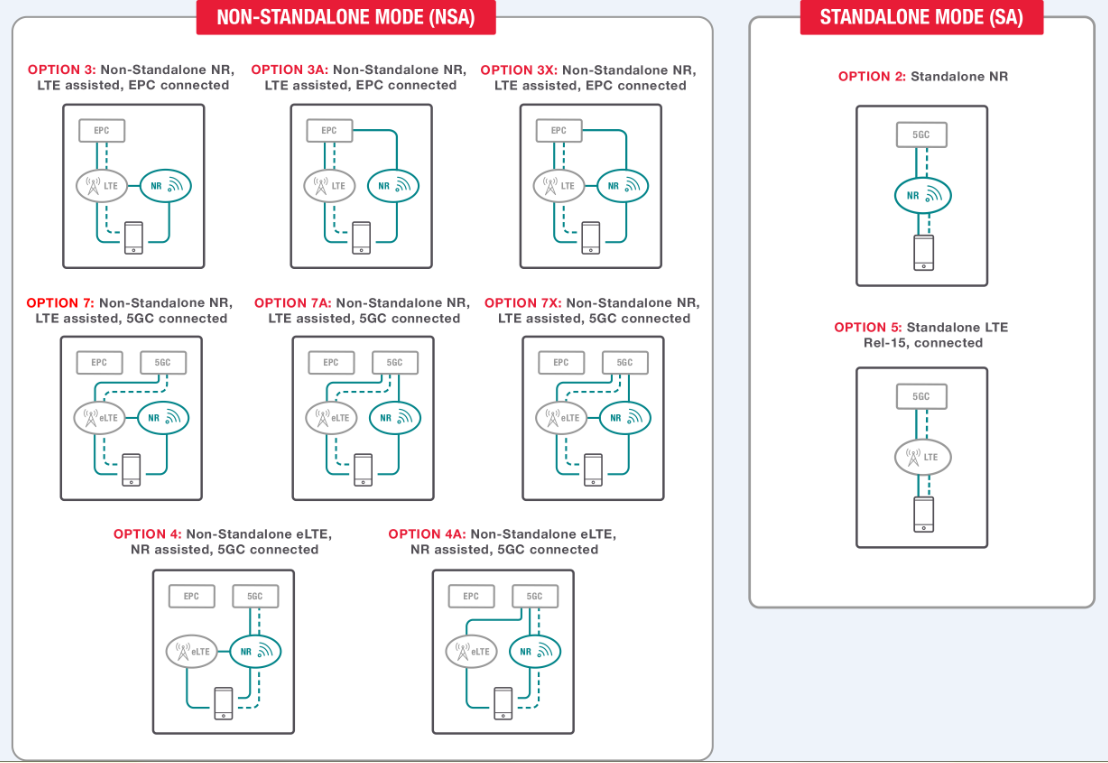 NON-STANDALONE MODE (NSA)
OPTION 3: Non-Standalone NR,
LTE assisted, EPC connected
EPC
LTE
NR
OPTION 3A: Non-Standalone NR,
LTE assisted, EPC connected
EPC
LTE
NR
OPTION 3X: Non-Standalone NR,
LTE assisted, EPC connected
EPC
LTE
NR
OPTION 7: Non-Standalone NR,
LTE assisted, 5GC connected
EPC
5GC
eLTE
NR
OPTION 7A: Non-Standalone NR,
LTE assisted, 5GC connected
EPC
5GC
eLTE
NR
OPTION 7X: Non-Standalone NR,
LTE assisted, 5GC connected
EPC
5GC
eLTE
NR
OPTION 4: Non-Standalone eLTE,
NR assisted, 5GC connected
EPC
5GC
eLTE
NR
OPTION 4A: Non-Standalone eLTE,
NR assisted, 5GC connected
EPC
5GC
eLTE
NR
STANDALONE MODE (SA)
OPTION 2: Standalone NR
5GC
NR
OPTION 5: Standalone LTE
Rel-15, connected
5GC
LTE